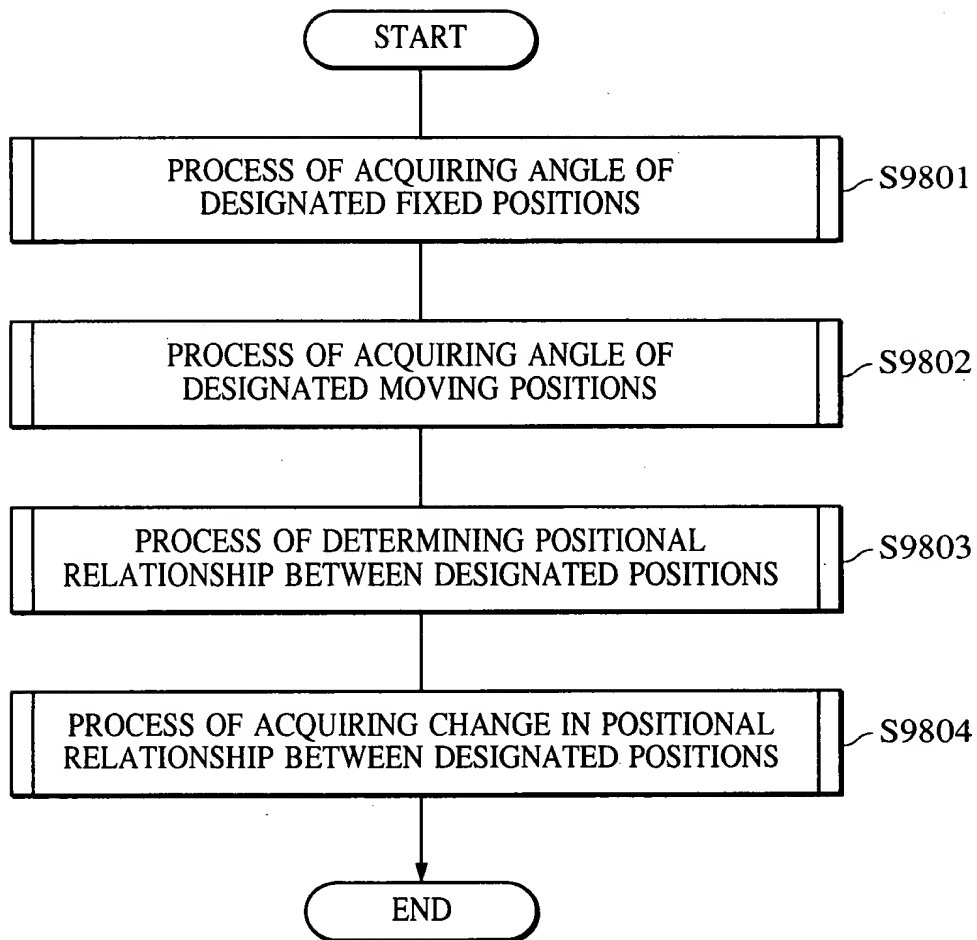 START
PROCESS OF ACQUIRING ANGLE OF
DESIGNATED FIXED POSITIONS
S9801
PROCESS OF ACQUIRING ANGLE OF
DESIGNATED MOVING POSITIONS
S9802
PROCESS OF DETERMINING POSITIONAL
RELATIONSHIP BETWEEN DESIGNATED POSITIONS
S9803
PROCESS OF ACQUIRING CHANGE IN POSITIONAL
RELATIONSHIP BETWEEN DESIGNATED POSITIONS
S9804
END